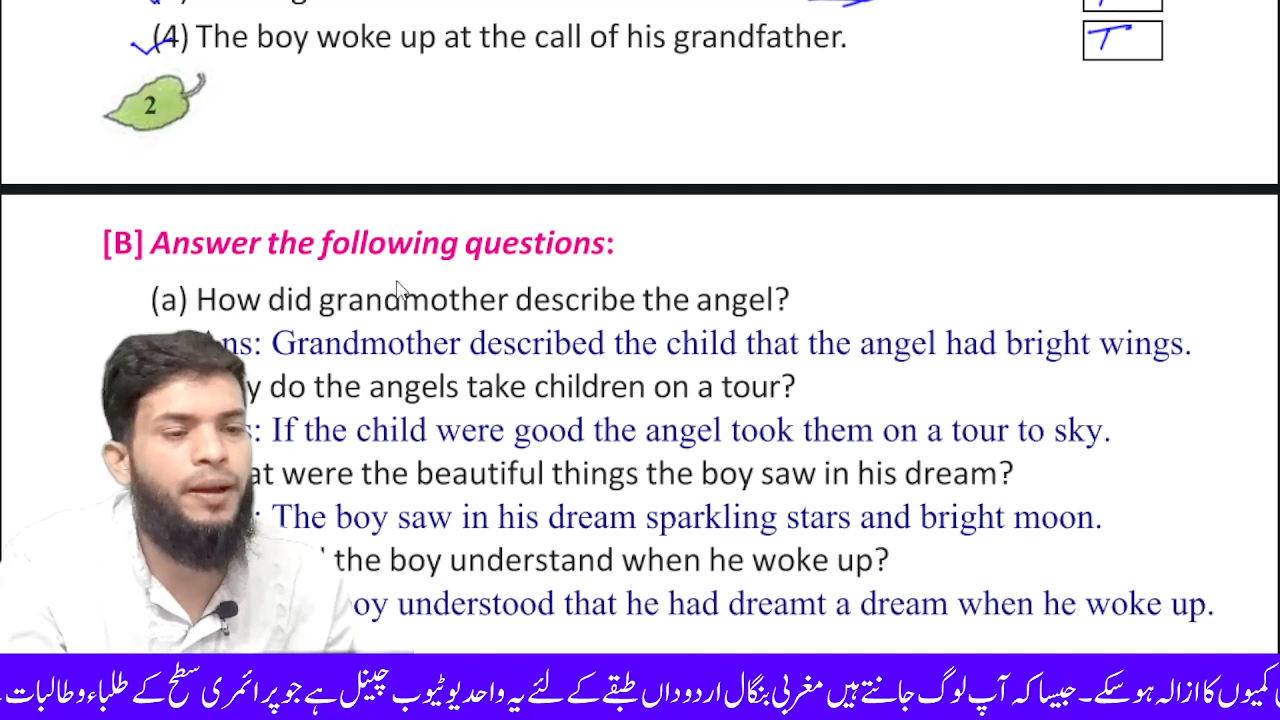 (4) The boy woke up at the call of his grandfather. T
2
[B] Answer the following questions:
(a) How did grandmother describe the angel?
Ans: Grandmother described the child that the angel had bright wings.
y do the angels take children on a tour?
s: If the child were good the angel took them on a tour to sky.
at were the beautiful things the boy saw in his dream?
: The boy saw in his dream sparkling stars and bright moon.
the boy understand when he woke up?
oy understood that he had dreamt a dream when he woke up.
کمیوں کا ازالہ ہو سکے۔ جیسا کہ آپ لوگ جانتے ہیں مغربی بنگال اردو داں طبقے کے لئے یہ واحد یوٹیوب چینل ہے جو پرائمری سطح کے طلباء و طالبات